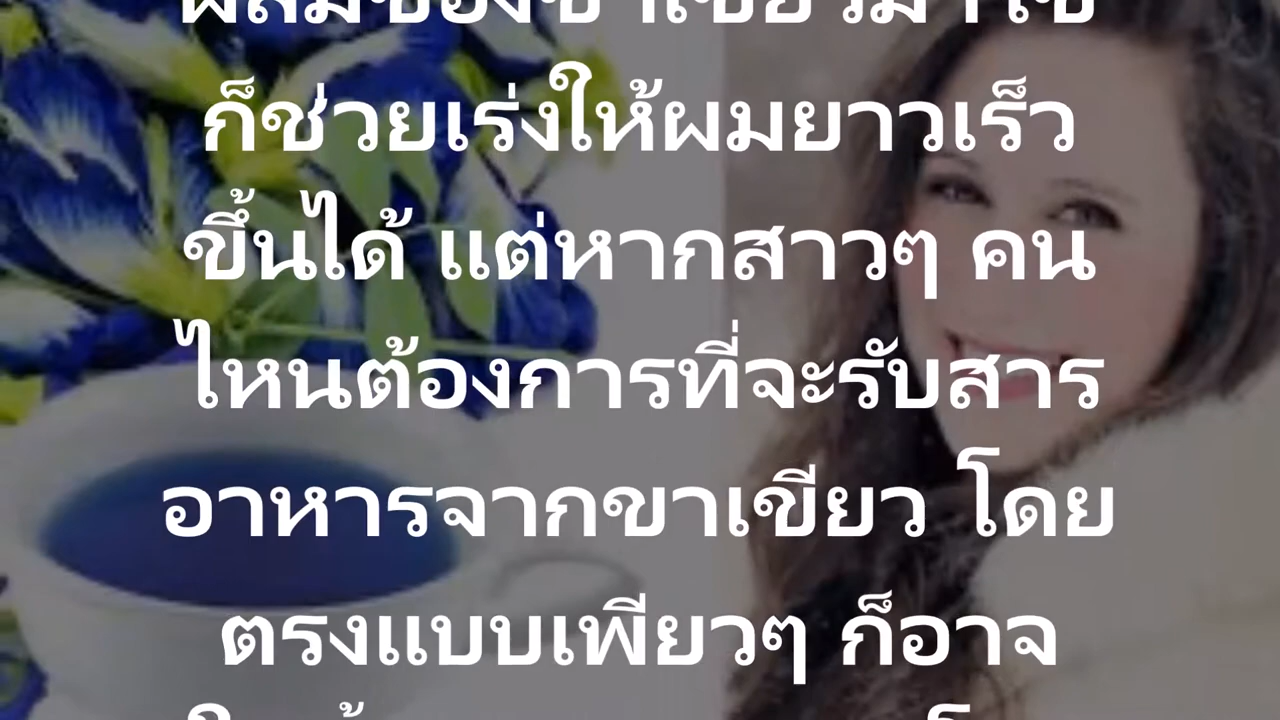 ก็ช่วยเร่งให้ผมยาวเร็ว
ขึ้นได้ แต่หากสาวๆ คน
ไหนต้องการที่จะรับสาร
อาหารจากขาเขียว โดย
ตรงแบบเพียวๆ ก็อาจ